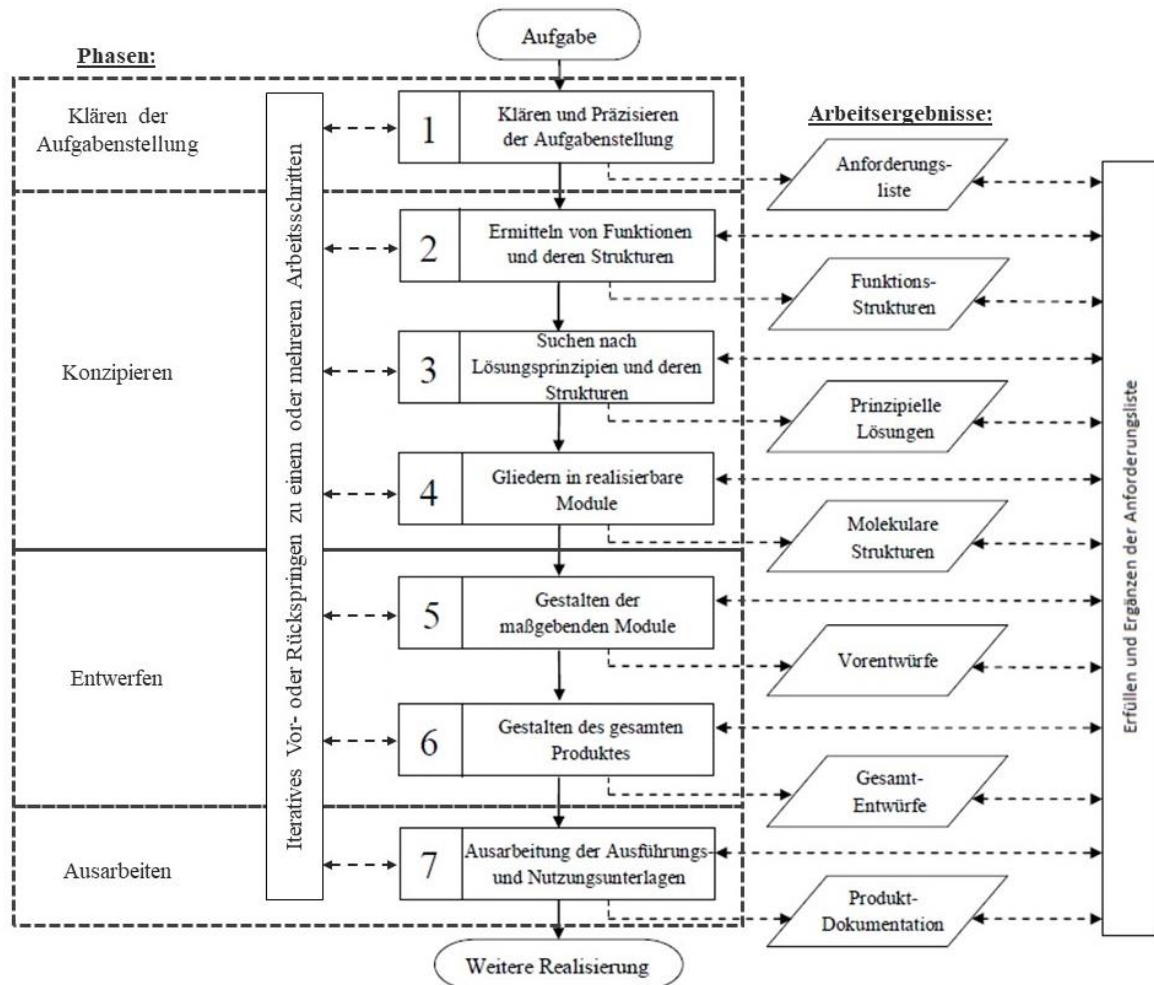 Aufgabe
Phasen:
Klären der
Aufgabenstellung
1
Klären und Präzisieren
der Aufgabenstellung
Arbeitsergebnisse:
Anforderungs-
liste
2
Ermitteln von Funktionen
und deren Strukturen
Funktions-
Strukturen
Konzipieren
3
Suchen nach
Lösungsprinzipien und deren
Strukturen
Prinzipielle
Lösungen
4
Gliedern in realisierbare
Module
Molekulare
Strukturen
Entwerfen
5
Gestalten der
maßgebenden Module
Vorentwürfe
6
Gestalten des gesamten
Produktes
Gesamt-
Entwürfe
Ausarbeiten
7
Ausarbeitung der Ausführungs-
und Nutzungsunterlagen
Produkt-
Dokumentation
Weitere Realisierung
Iteratives Vor- oder Rückspringen zu einem oder mehreren Arbeitsschritten
Erfüllen und Ergänzen der Anforderungsliste